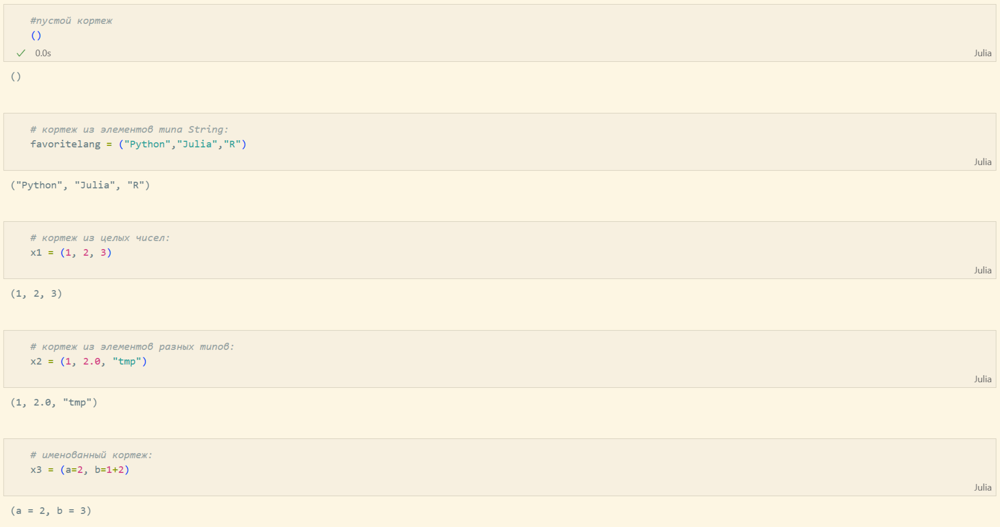 #пустой кортеж
()
0.0s
Julia
()
# кортеж из элементов типа String:
favoritelang = ("Python","Julia","R")
Julia
("Python", "Julia", "R")
# кортеж из целых чисел:
x1 = (1, 2, 3)
Julia
(1, 2, 3)
# кортеж из элементов разных типов:
x2 = (1, 2.0, "tmp")
Julia
(1, 2.0, "tmp")
# именованный кортеж:
x3 = (a=2, b=1+2)
Julia
(a = 2, b = 3)